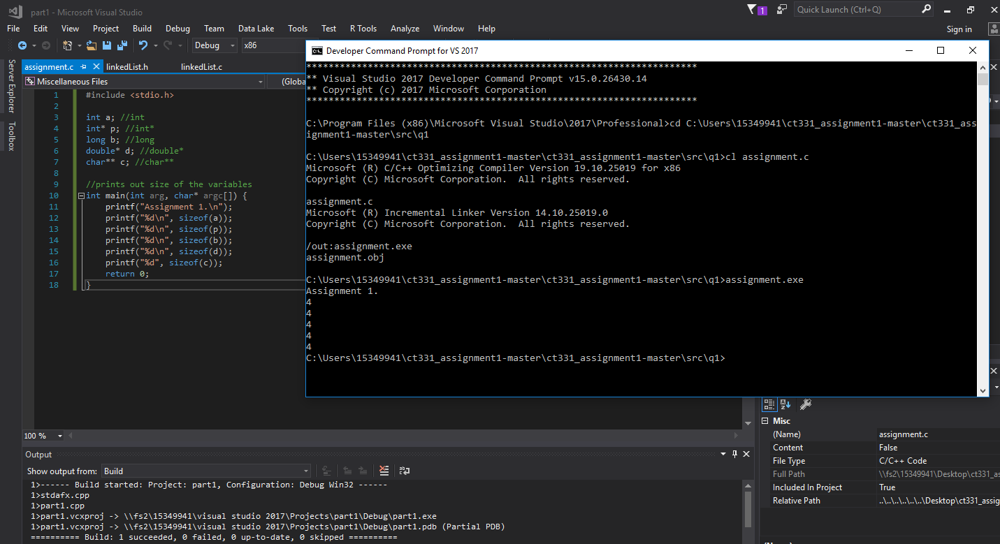 part1 - Microsoft Visual Studio
1
Quick Launch (Ctrl+Q)
File Edit View Project Build Debug Team Data Lake Tools Test R Tools Analyze Window Help
Sign in
Debug x86
Server Explorer
Toolbox
assignment.c linkedList.h linkedList.c
Miscellaneous Files (Globa
1 #include <stdio.h>
2
3 int a; //int
4 int* p; //int*
5 long b; //long
6 double* d; //double*
7 char** c; //char**
8
9 //prints out size of the variables
10 int main(int arg, char* argc[]) {
11 printf("Assignment 1.\n");
12 printf("%d\n", sizeof(a));
13 printf("%d\n", sizeof(p));
14 printf("%d\n", sizeof(b));
15 printf("%d\n", sizeof(d));
16 printf("%d", sizeof(c));
17 return 0;
18 }
Developer Command Prompt for VS 2017
**********************************************************************
** Visual Studio 2017 Developer Command Prompt v15.0.26430.14
** Copyright (c) 2017 Microsoft Corporation
**********************************************************************
C:\Program Files (x86)\Microsoft Visual Studio\2017\Professional>cd C:\Users\15349941\ct331_assignment1-master\ct331_ass
ignment1-master\src\q1
C:\Users\15349941\ct331_assignment1-master\ct331_assignment1-master\src\q1>cl assignment.c
Microsoft (R) C/C++ Optimizing Compiler Version 19.10.25019 for x86
Copyright (C) Microsoft Corporation.  All rights reserved.
assignment.c
Microsoft (R) Incremental Linker Version 14.10.25019.0
Copyright (C) Microsoft Corporation.  All rights reserved.
/out:assignment.exe
assignment.obj
C:\Users\15349941\ct331_assignment1-master\ct331_assignment1-master\src\q1>assignment.exe
Assignment 1.
4
4
4
4
4
C:\Users\15349941\ct331_assignment1-master\ct331_assignment1-master\src\q1>
100 %
Output
Show output from: Build
1>------ Build started: Project: part1, Configuration: Debug Win32 ------
1>stdafx.cpp
1>part1.cpp
1>part1.vcxproj -> \\fs2\15349941\visual studio 2017\Projects\part1\Debug\part1.exe
1>part1.vcxproj -> \\fs2\15349941\visual studio 2017\Projects\part1\Debug\part1.pdb (Partial PDB)
========== Build: 1 succeeded, 0 failed, 0 up-to-date, 0 skipped ==========
Misc
(Name) assignment.c
Content False
File Type C/C++ Code
Full Path \\fs2\15349941\Desktop\ct331_as
Included In Project True
Relative Path ..\..\..\..\..\Desktop\ct331_assig